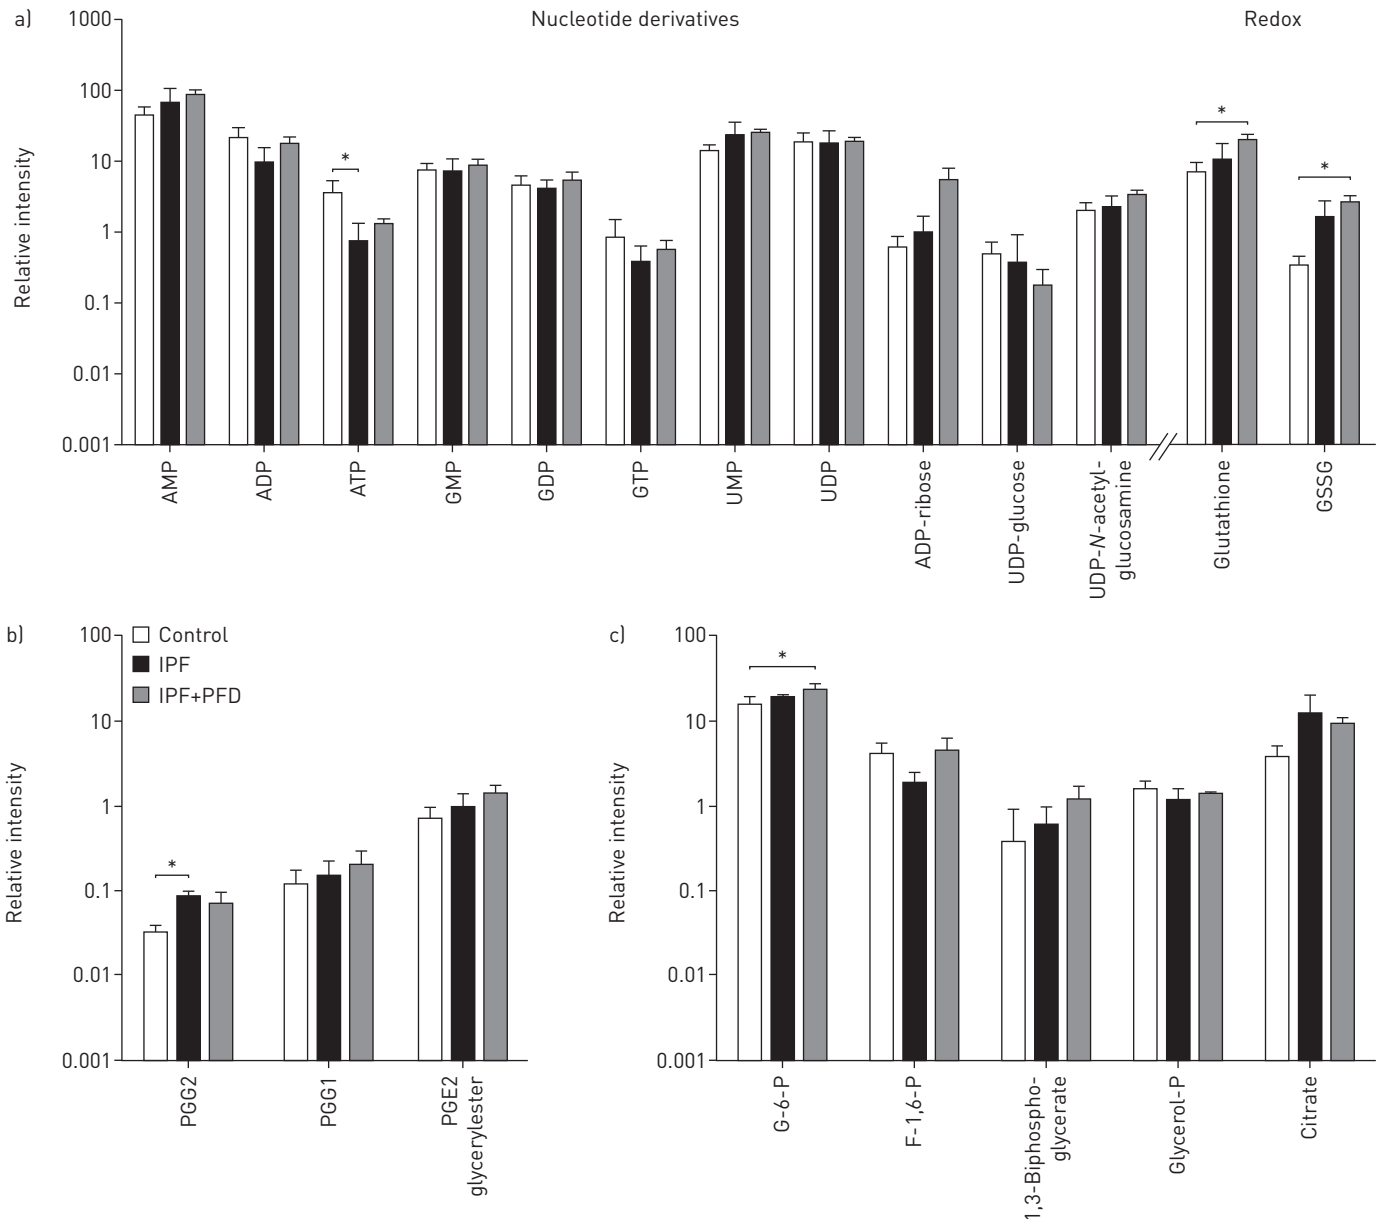 a)
Nucleotide derivatives
Redox
Relative intensity
1000
100
10
1
0.1
0.01
0.001
*
*
*
AMP
ADP
ATP
GMP
GDP
GTP
UMP
UDP
ADP-ribose
UDP-glucose
UDP-N-acetyl-
glucosamine
Glutathione
GSSG
b)
Control
IPF
IPF+PFD
Relative intensity
100
10
1
0.1
0.01
0.001
*
PGG2
PGG1
PGE2
glycerylester
c)
Relative intensity
100
10
1
0.1
0.01
0.001
*
G-6-P
F-1,6-P
1,3-Biphospho-
glycerate
Glycerol-P
Citrate